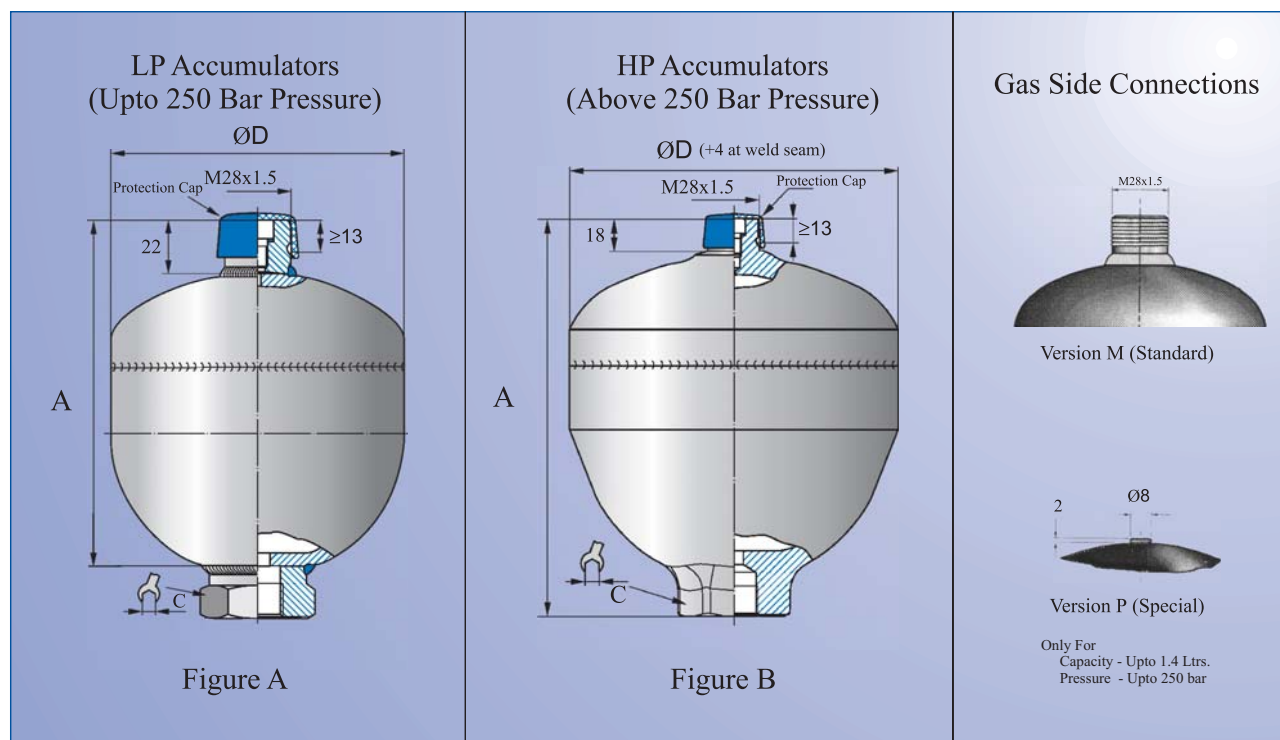 LP Accumulators
(Upto 250 Bar Pressure)
ØD
M28x1.5
Protection Cap
22
≥13
A
C
Figure A
HP Accumulators
(Above 250 Bar Pressure)
ØD (+4 at weld seam)
M28x1.5
Protection Cap
18
≥13
A
C
Figure B
Gas Side Connections
M28x1.5
Version M (Standard)
2
Ø8
Version P (Special)
Only For
Capacity - Upto 1.4 Ltrs.
Pressure - Upto 250 bar